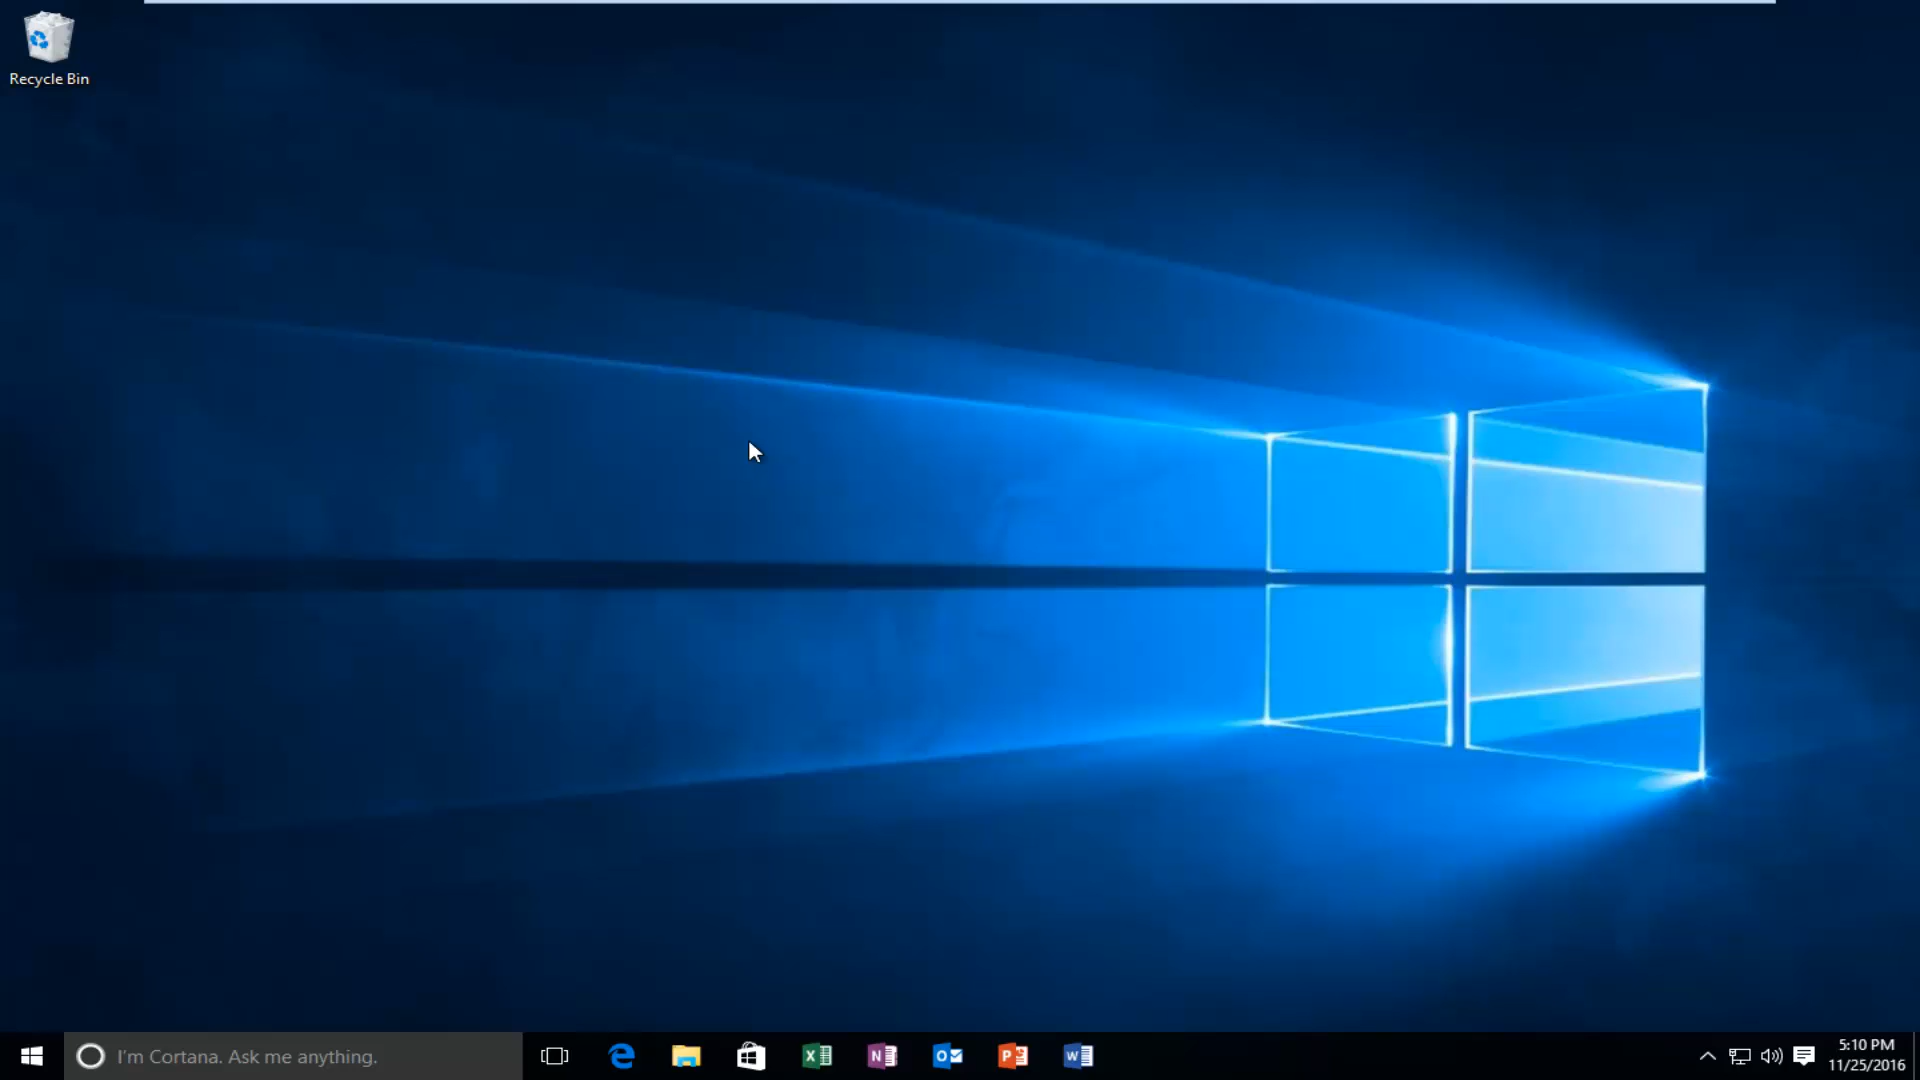 Recycle Bin
I'm Cortana. Ask me anything.
X
N
O
P
W
5:10 PM
11/25/2016